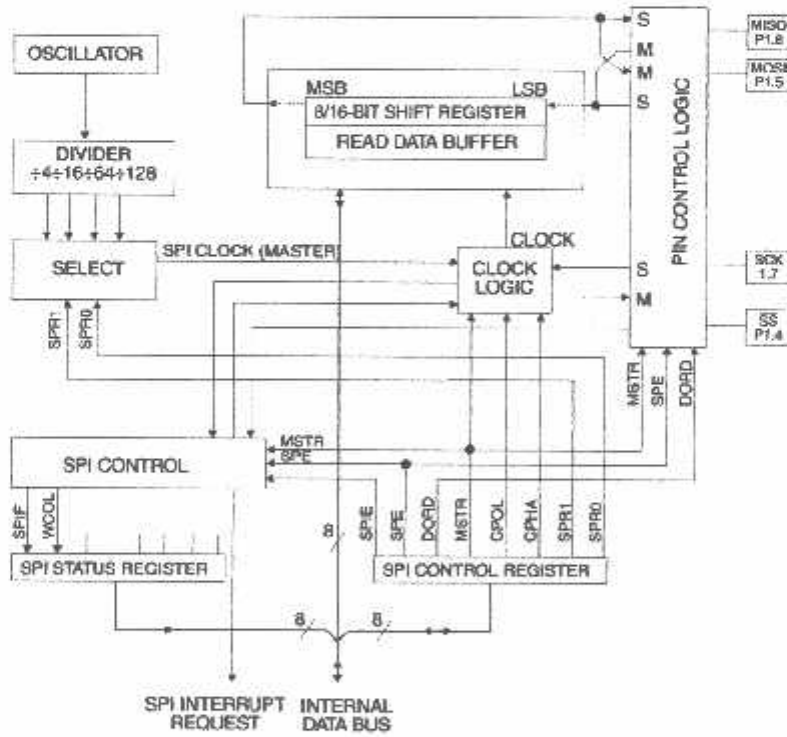 OSCILLATOR
DIVIDER
÷4÷16÷64÷128
SELECT
SPR1
SPR0
MSB
LSB
8/16-BIT SHIFT REGISTER
READ DATA BUFFER
S
M
M
S
S
M
PIN CONTROL LOGIC
MISO
P1.6
MOSI
P1.5
SCK
1.7
SS
P1.4
SPI CLOCK (MASTER)
CLOCK
CLOCK
LOGIC
MSTR
SPE
DORD
SPI CONTROL
MSTR
SPE
SPIF
WCOL
SPI STATUS REGISTER
SPIE
SPE
DORD
MSTR
CPOL
CPHA
SPR1
SPR0
SPI CONTROL REGISTER
8
8
8
SPI INTERRUPT
REQUEST
INTERNAL
DATA BUS